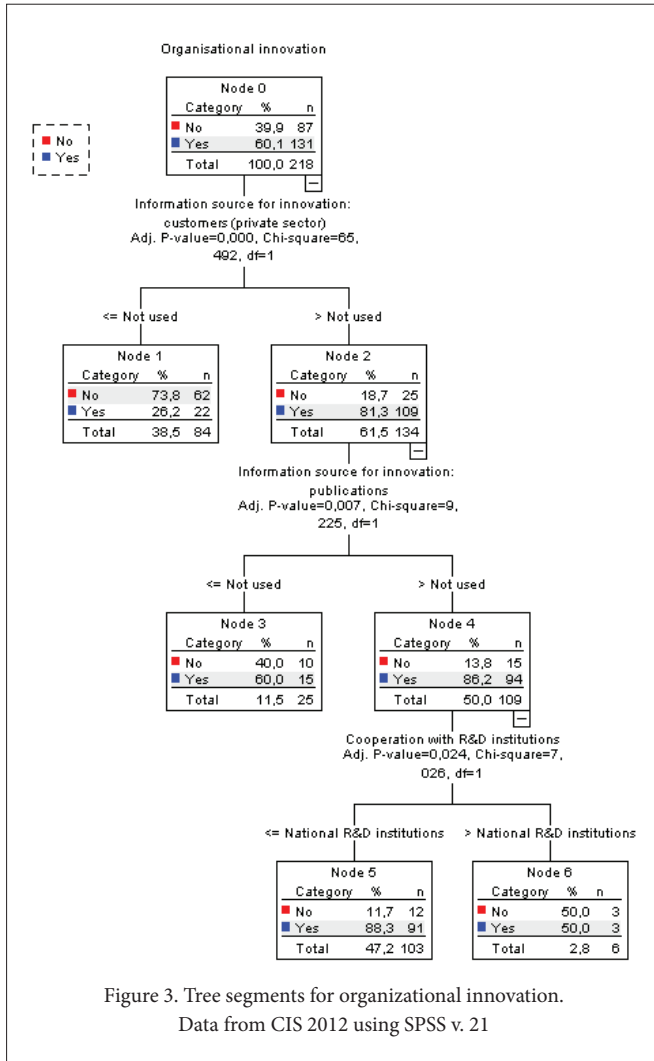 Organisational innovation
No
Yes
Node 0
Category % n
No 39,9 87
Yes 60,1 131
Total 100,0 218
Information source for innovation:
customers (private sector)
Adj. P-value=0,000, Chi-square=65,
492, df=1
<= Not used
> Not used
Node 1
Category % n
No 73,8 62
Yes 26,2 22
Total 38,5 84
Node 2
Category % n
No 18,7 25
Yes 81,3 109
Total 61,5 134
Information source for innovation:
publications
Adj. P-value=0,007, Chi-square=9,
225, df=1
<= Not used
> Not used
Node 3
Category % n
No 40,0 10
Yes 60,0 15
Total 11,5 25
Node 4
Category % n
No 13,8 15
Yes 86,2 94
Total 50,0 109
Cooperation with R&D institutions
Adj. P-value=0,024, Chi-square=7,
026, df=1
<= National R&D institutions
> National R&D institutions
Node 5
Category % n
No 11,7 12
Yes 88,3 91
Total 47,2 103
Node 6
Category % n
No 50,0 3
Yes 50,0 3
Total 2,8 6
Figure 3. Tree segments for organizational innovation.
Data from CIS 2012 using SPSS v. 21